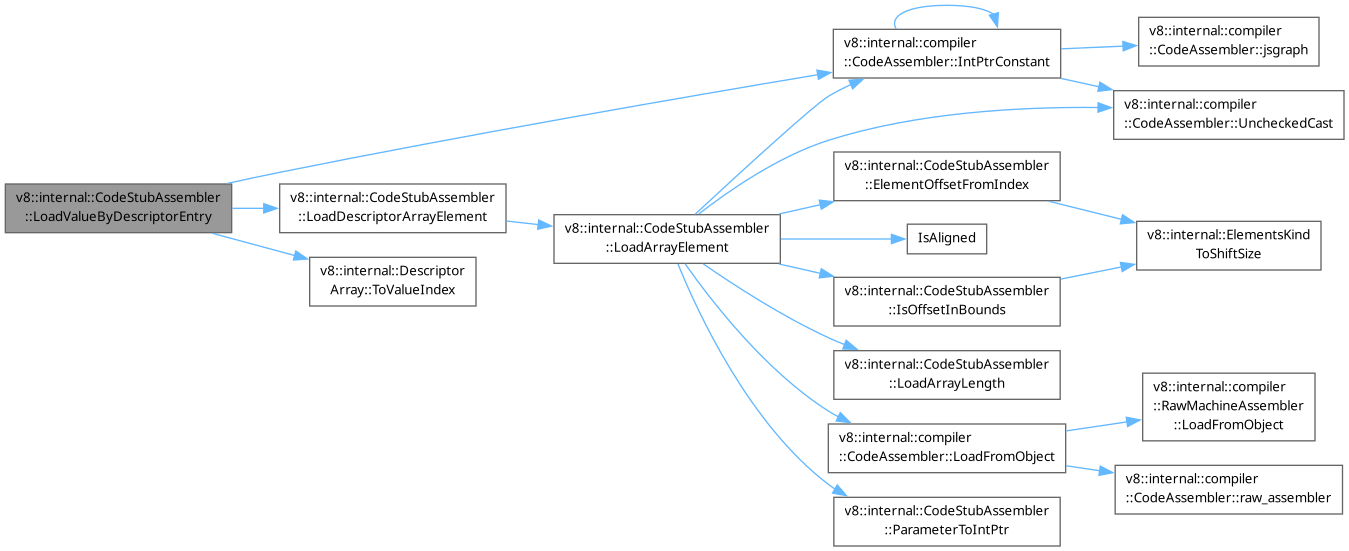 v8::internal::CodeStubAssembler
::LoadValueByDescriptorEntry
v8::internal::CodeStubAssembler
::LoadDescriptorArrayElement
v8::internal::Descriptor
Array::ToValueIndex
v8::internal::CodeStubAssembler
::LoadArrayElement
v8::internal::compiler
::CodeAssembler::IntPtrConstant
v8::internal::CodeStubAssembler
::ElementOffsetFromIndex
IsAligned
v8::internal::CodeStubAssembler
::IsOffsetInBounds
v8::internal::CodeStubAssembler
::LoadArrayLength
v8::internal::compiler
::CodeAssembler::LoadFromObject
v8::internal::CodeStubAssembler
::ParameterToIntPtr
v8::internal::compiler
::CodeAssembler::jsgraph
v8::internal::compiler
::CodeAssembler::UncheckedCast
v8::internal::ElementsKind
ToShiftSize
v8::internal::compiler
::RawMachineAssembler
::LoadFromObject
v8::internal::compiler
::CodeAssembler::raw_assembler